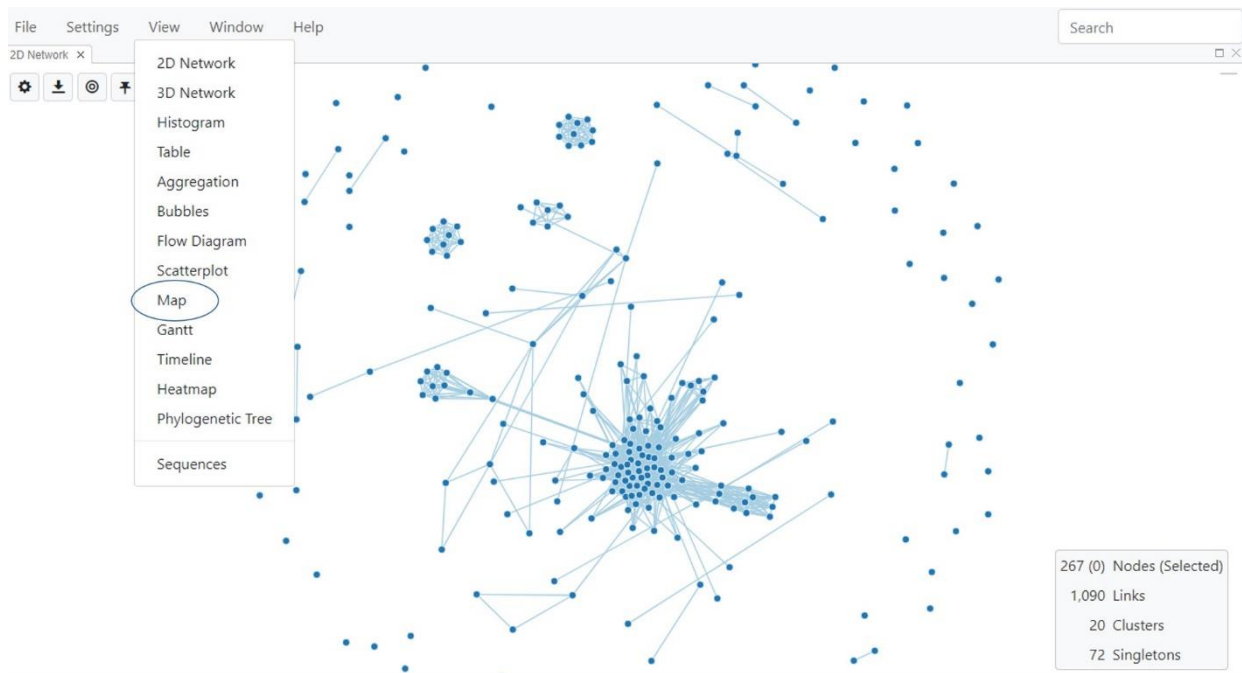 File Settings View Window Help Search
2D Network ×
2D Network
3D Network
Histogram
Table
Aggregation
Bubbles
Flow Diagram
Scatterplot
Map
Gantt
Timeline
Heatmap
Phylogenetic Tree
Sequences
267 (0) Nodes (Selected)
1,090 Links
20 Clusters
72 Singletons